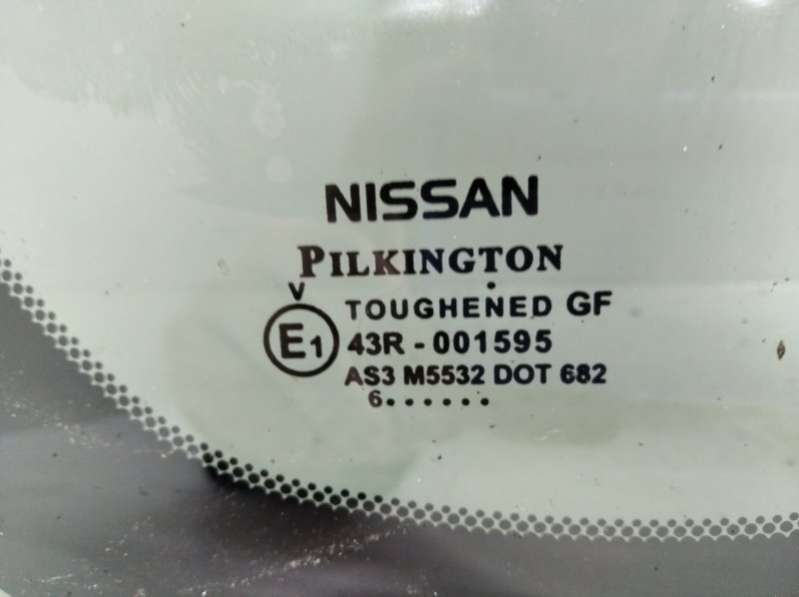 NISSAN
PILKINGTON
V
TOUGHENED GF
E1 43R - 001595
AS3 M5532 DOT 682
6......